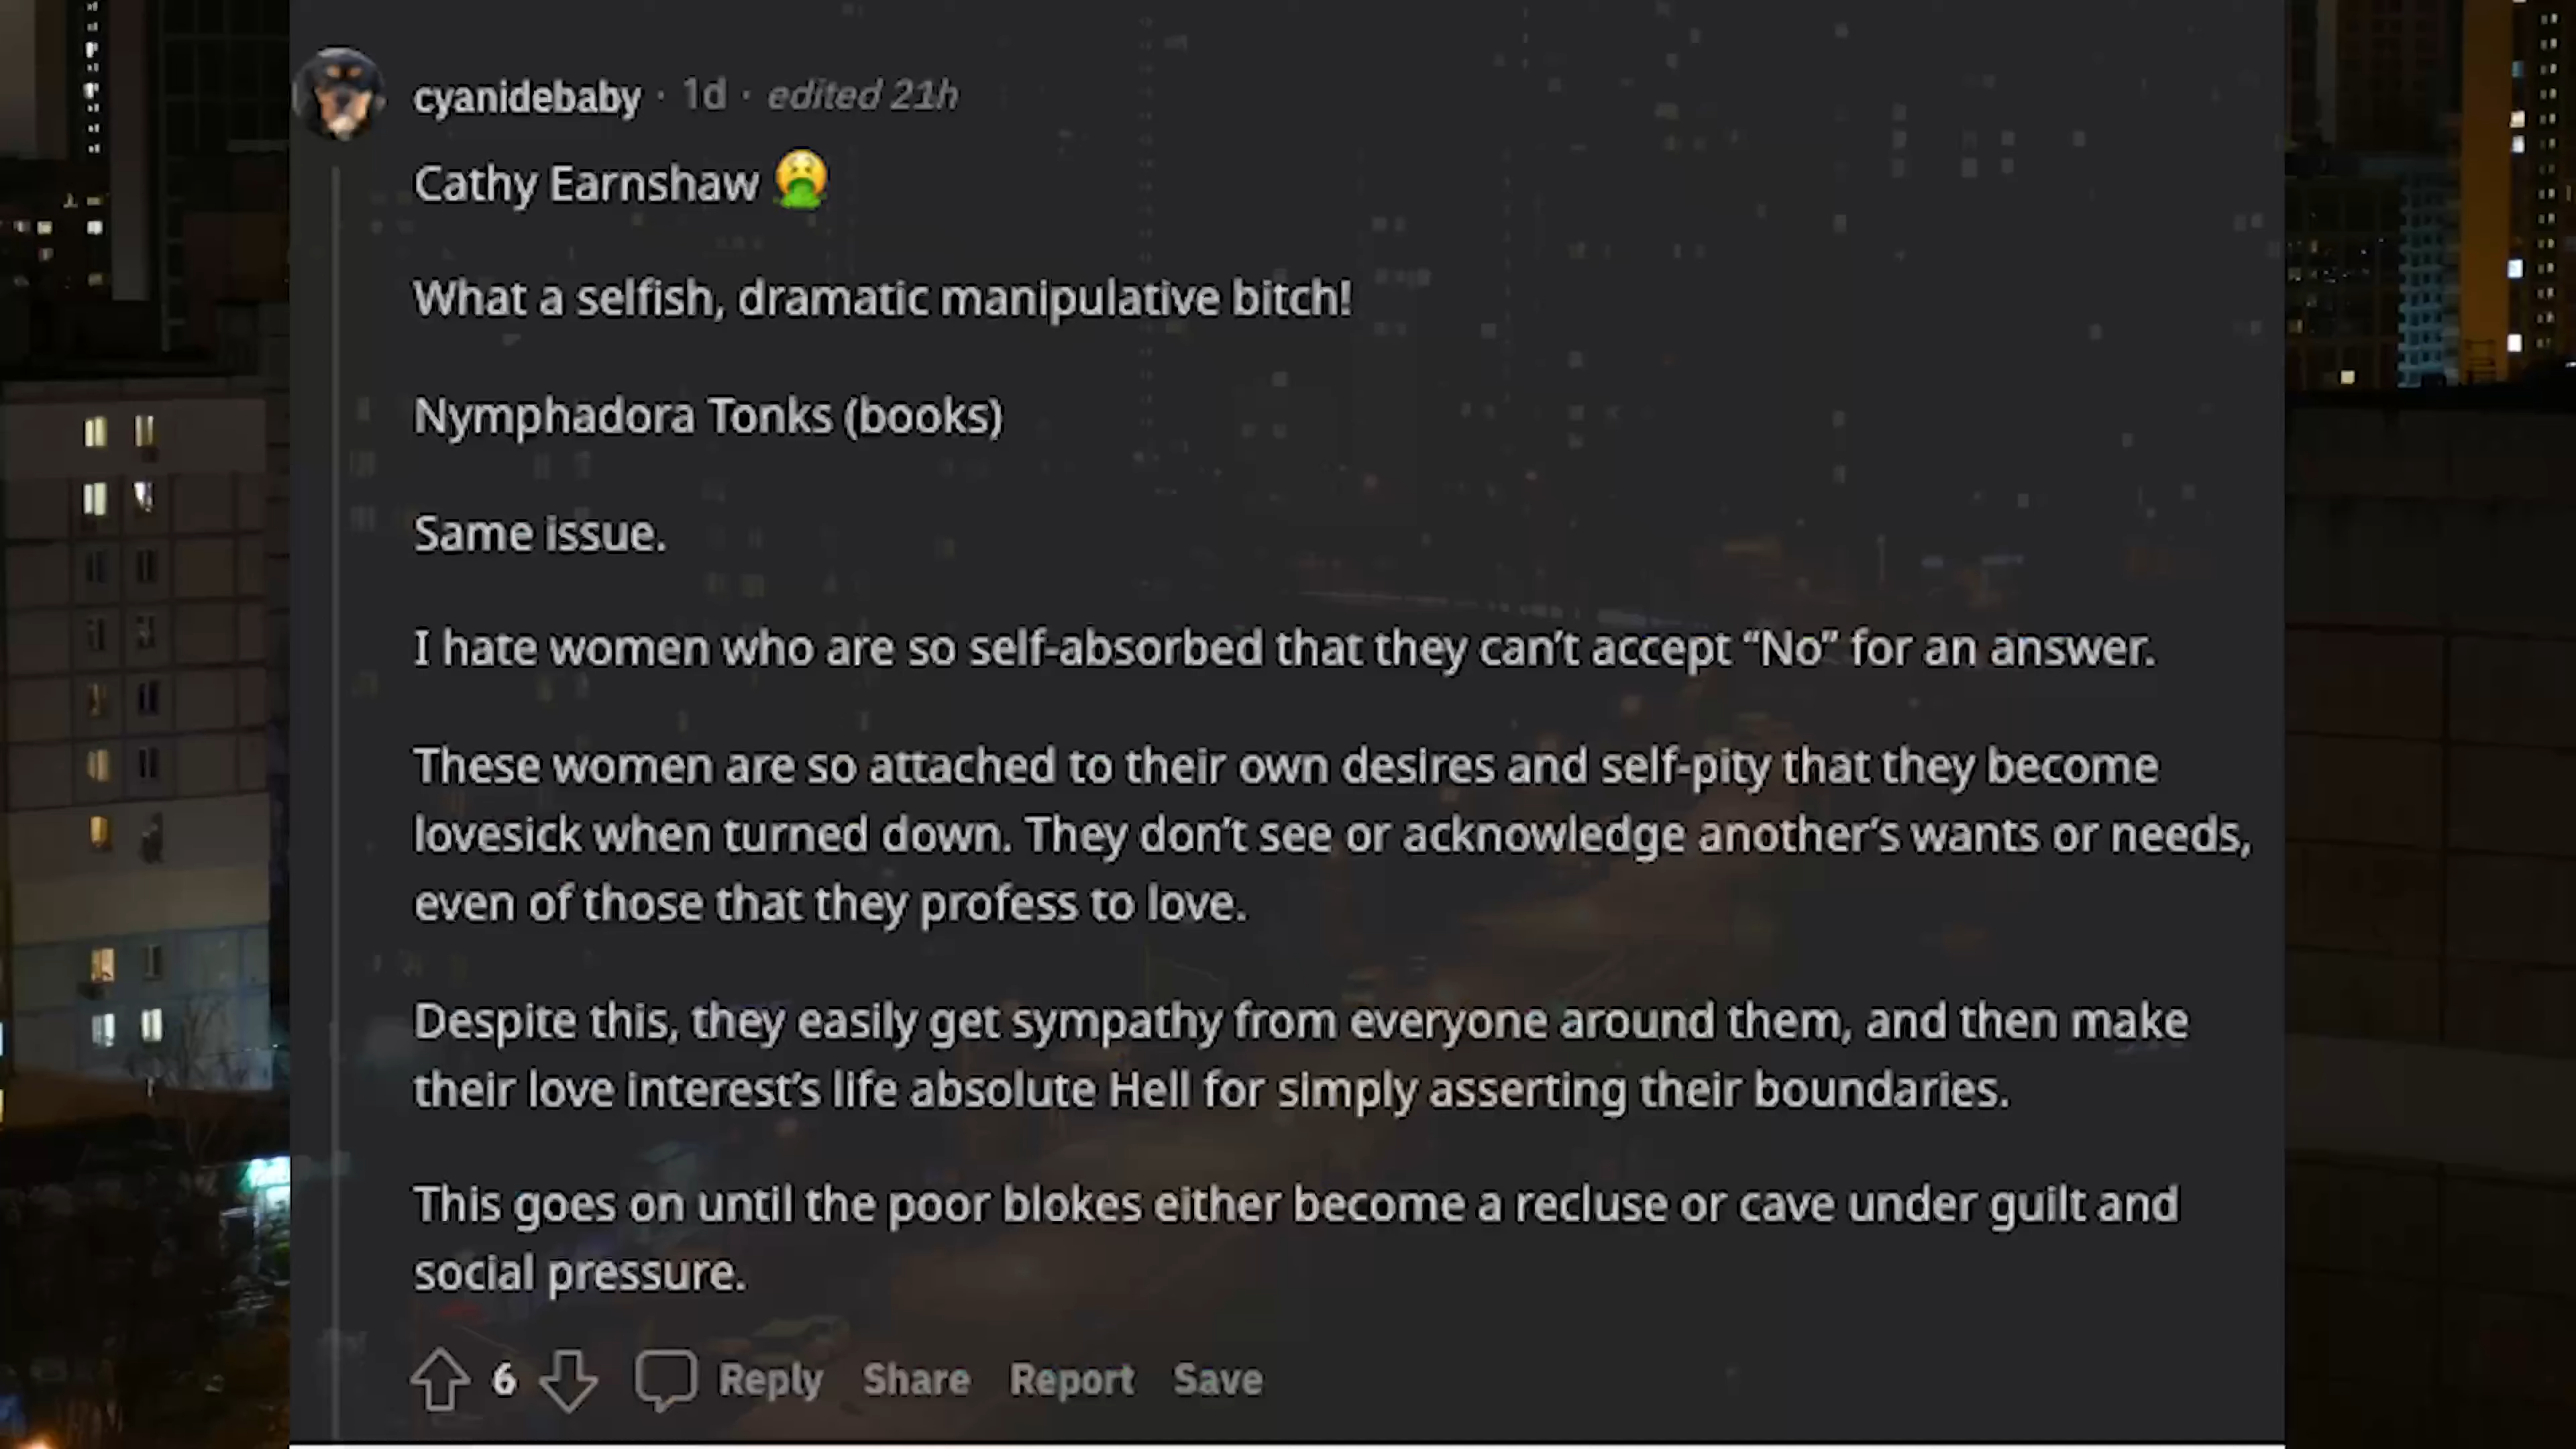 cyanidebaby · 1d · edited 21h
Cathy Earnshaw 🤮
What a selfish, dramatic manipulative bitch!
Nymphadora Tonks (books)
Same issue.
I hate women who are so self-absorbed that they can’t accept “No” for an answer.
These women are so attached to their own desires and self-pity that they become
lovesick when turned down. They don’t see or acknowledge another’s wants or needs,
even of those that they profess to love.
Despite this, they easily get sympathy from everyone around them, and then make
their love interest’s life absolute Hell for simply asserting their boundaries.
This goes on until the poor blokes either become a recluse or cave under guilt and
social pressure.
6 Reply Share Report Save